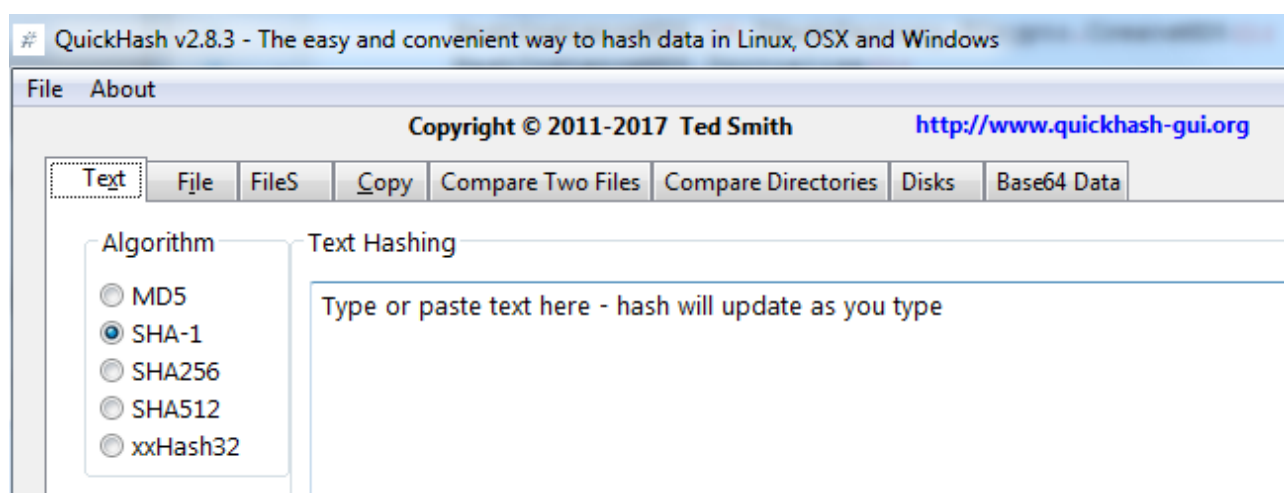 # QuickHash v2.8.3 - The easy and convenient way to hash data in Linux, OSX and Windows
File About
Copyright © 2011-2017 Ted Smith http://www.quickhash-gui.org
Text File FileS Copy Compare Two Files Compare Directories Disks Base64 Data
Algorithm
MD5
SHA-1
SHA256
SHA512
xxHash32
Text Hashing
Type or paste text here - hash will update as you type